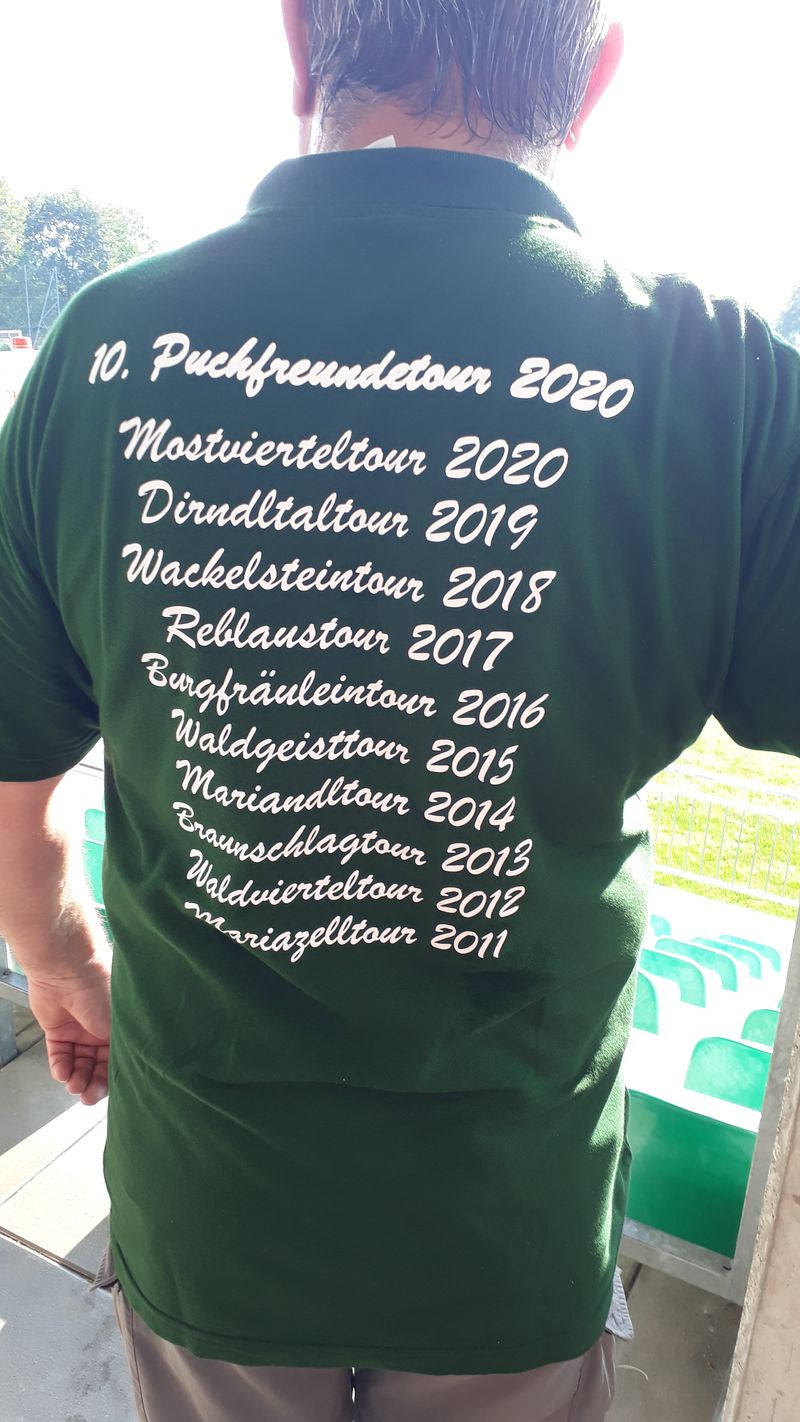 10. Puchfreundetour 2020
Mostvierteltour 2020
Dirndltaltour 2019
Wackelsteintour 2018
Reblaustour 2017
Burgfräuleintour 2016
Waldgeisttour 2015
Mariandltour 2014
Braunschlagtour 2013
Waldvierteltour 2012
Mariazelltour 2011